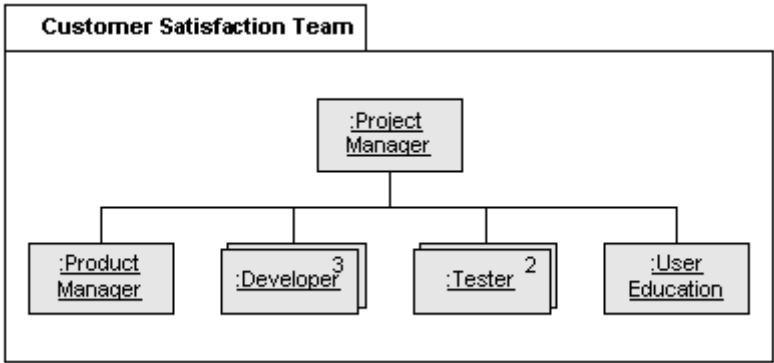 Customer Satisfaction Team
:Project
Manager
:Product
Manager
3
:Developer
2
:Tester
:User
Education